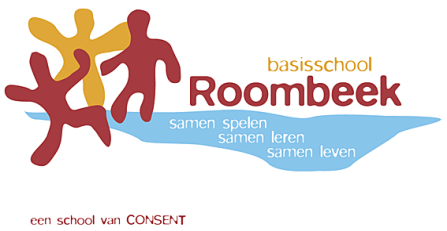 basisschool
Roombeek
samen spelen
samen leren
samen leven
een school van CONSENT